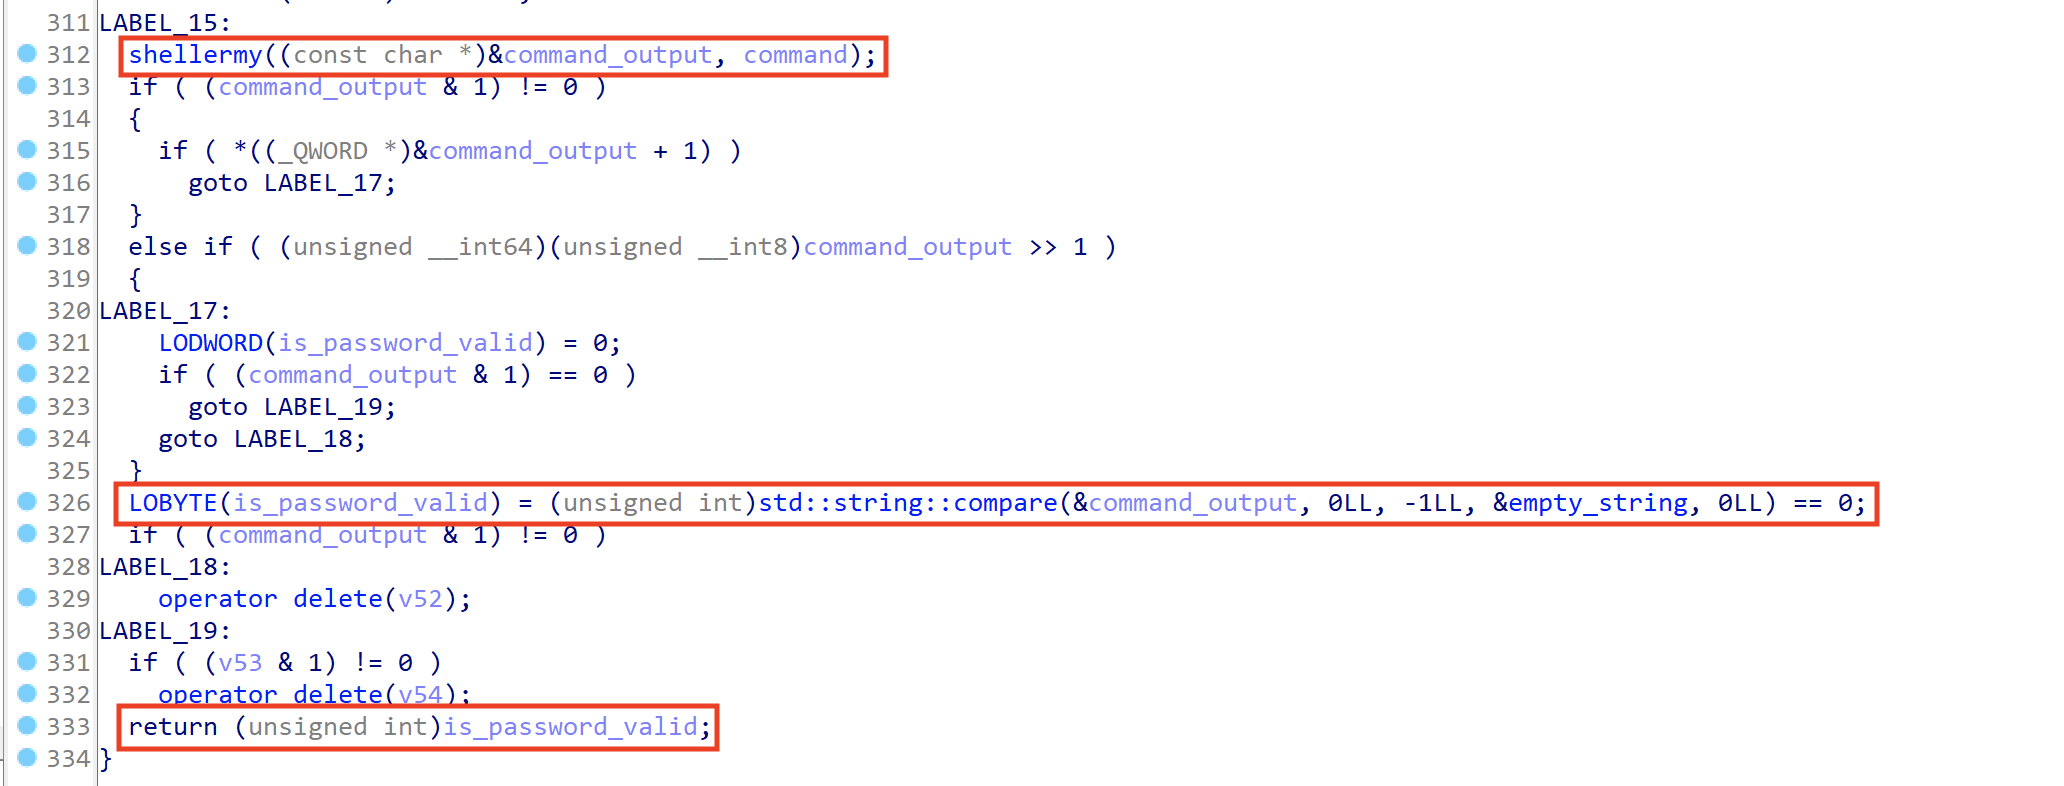 311 LABEL_15:
312 shellermy((const char *)&command_output, command);
313 if ( (command_output & 1) != 0 )
314 {
315 if ( *((_QWORD *)&command_output + 1) )
316 goto LABEL_17;
317 }
318 else if ( (unsigned __int64)(unsigned __int8)command_output >> 1 )
319 {
320 LABEL_17:
321 LODWORD(is_password_valid) = 0;
322 if ( (command_output & 1) == 0 )
323 goto LABEL_19;
324 goto LABEL_18;
325 }
326 LOBYTE(is_password_valid) = (unsigned int)std::string::compare(&command_output, 0LL, -1LL, &empty_string, 0LL) == 0;
327 if ( (command_output & 1) != 0 )
328 LABEL_18:
329 operator delete(v52);
330 LABEL_19:
331 if ( (v53 & 1) != 0 )
332 operator delete(v54);
333 return (unsigned int)is_password_valid;
334 }